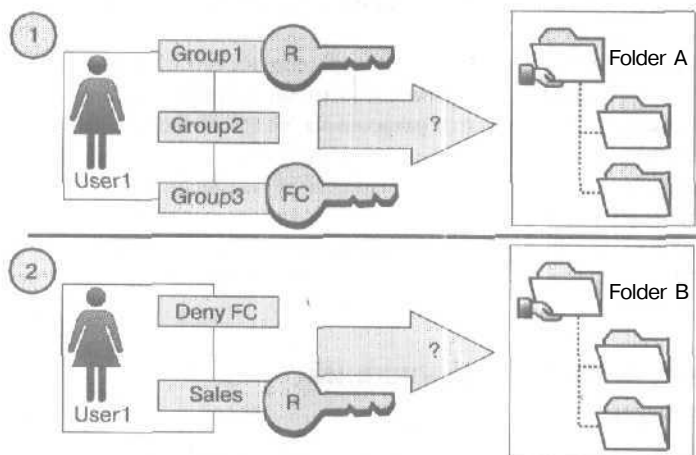 1
Group1
R
Folder A
Group2
?
User1
Group3
FC
2
Deny FC
Folder B
?
Sales
R
User1